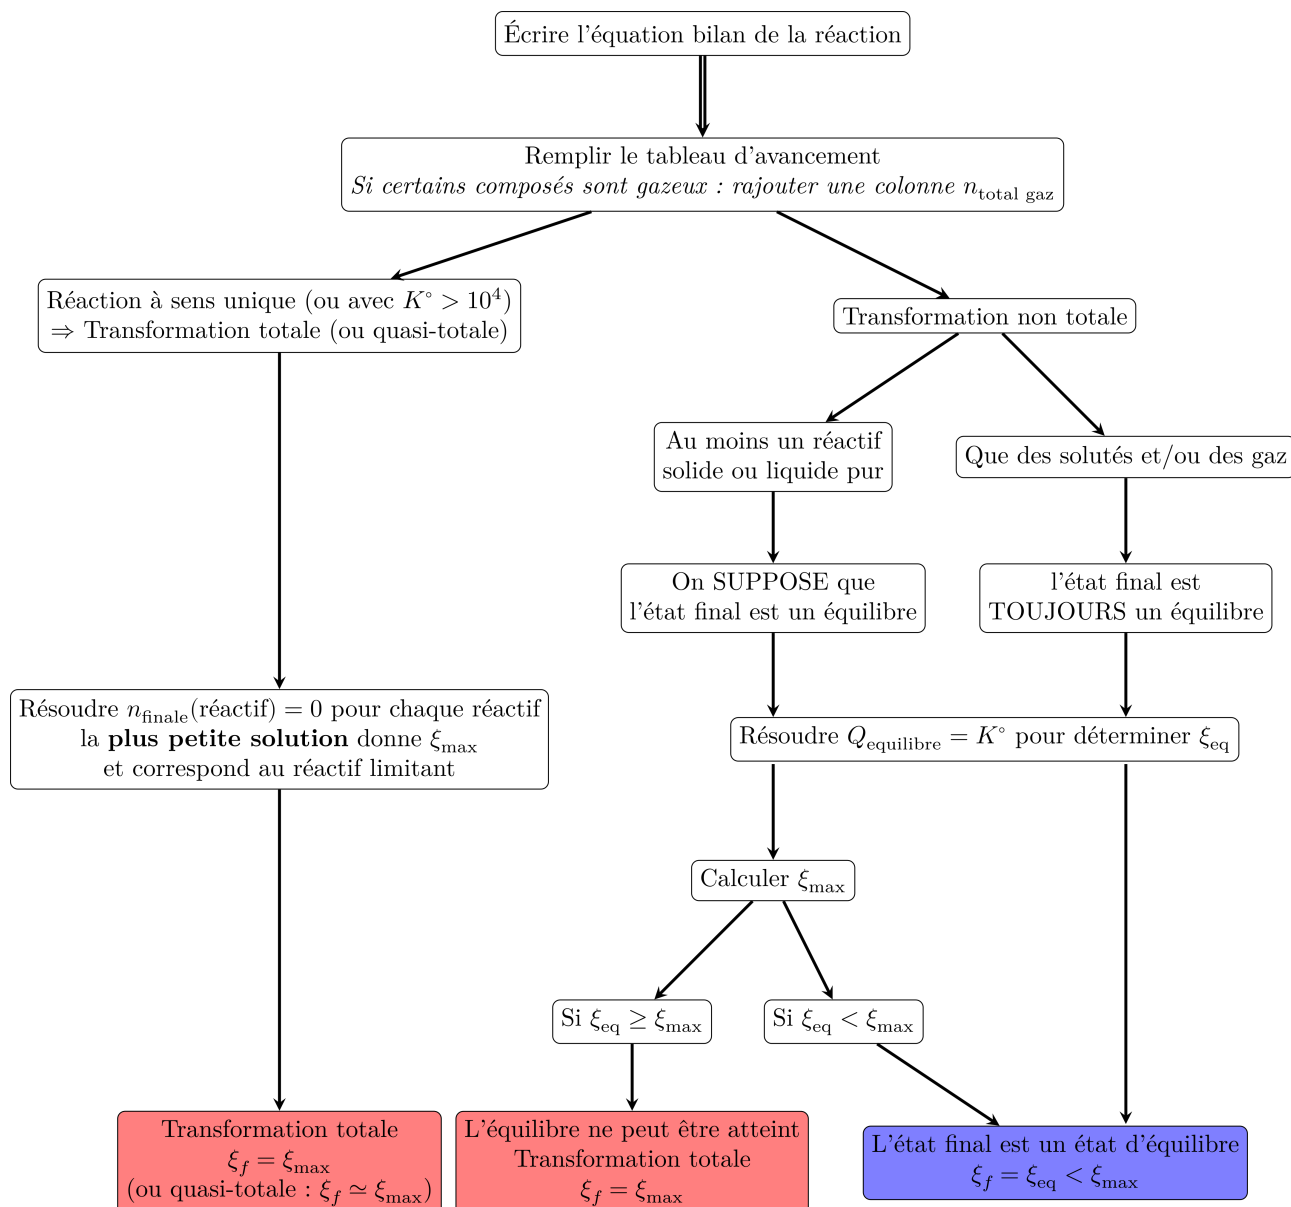 Écrire l'équation bilan de la réaction
Remplir le tableau d'avancement
Si certains composés sont gazeux : rajouter une colonne n_total gaz
Réaction à sens unique (ou avec K° > 10⁴)
⇒ Transformation totale (ou quasi-totale)
Transformation non totale
Au moins un réactif
solide ou liquide pur
Que des solutés et/ou des gaz
On SUPPOSE que
l'état final est un équilibre
l'état final est
TOUJOURS un équilibre
Résoudre n_finale(réactif) = 0 pour chaque réactif
la plus petite solution donne ξ_max
et correspond au réactif limitant
Résoudre Q_equilibre = K° pour déterminer ξ_eq
Calculer ξ_max
Si ξ_eq ≥ ξ_max
Si ξ_eq < ξ_max
Transformation totale
ξ_f = ξ_max
(ou quasi-totale : ξ_f ≃ ξ_max)
L'équilibre ne peut être atteint
Transformation totale
ξ_f = ξ_max
L'état final est un état d'équilibre
ξ_f = ξ_eq < ξ_max